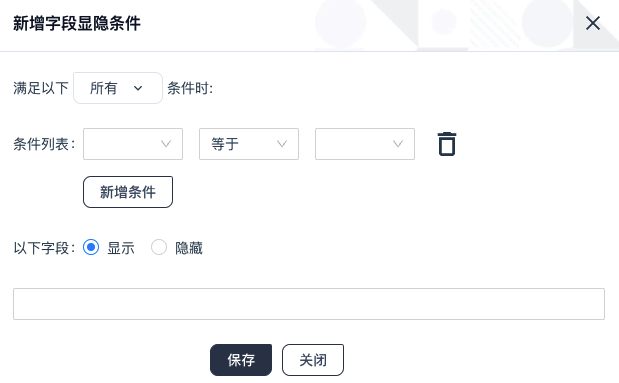 新增字段显隐条件
满足以下 所有 条件时:
条件列表: 等于
新增条件
以下字段: 显示 隐藏
保存 关闭